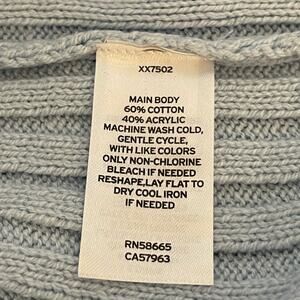 XX7502
MAIN BODY
60% COTTON
40% ACRYLIC
MACHINE WASH COLD,
GENTLE CYCLE,
WITH LIKE COLORS
ONLY NON-CHLORINE
BLEACH IF NEEDED
RESHAPE,LAY FLAT TO
DRY COOL IRON
IF NEEDED
RN58665
CA57963